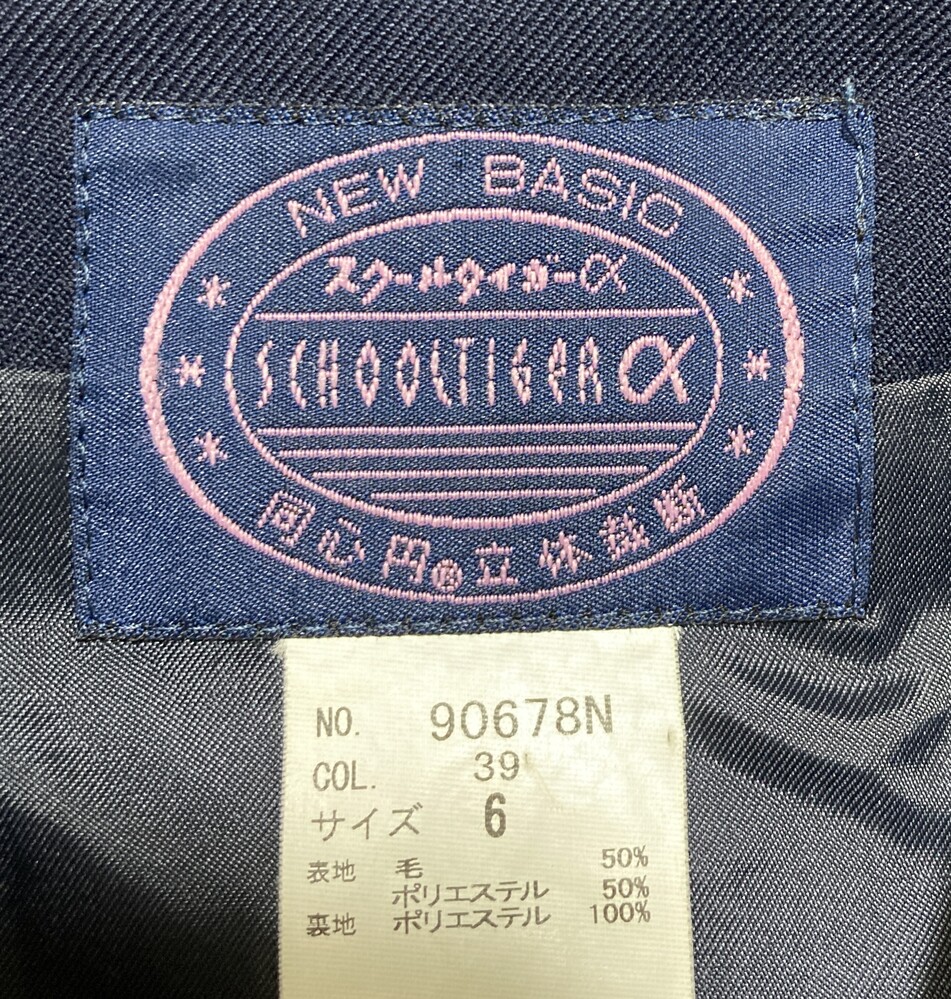 NEW BASIC
スクールタイガーα
SCHOOLTIGER α
同心円®立体裁断
NO. 90678N
COL. 39
サイズ 6
表地 毛 50%
ポリエステル 50%
裏地 ポリエステル 100%